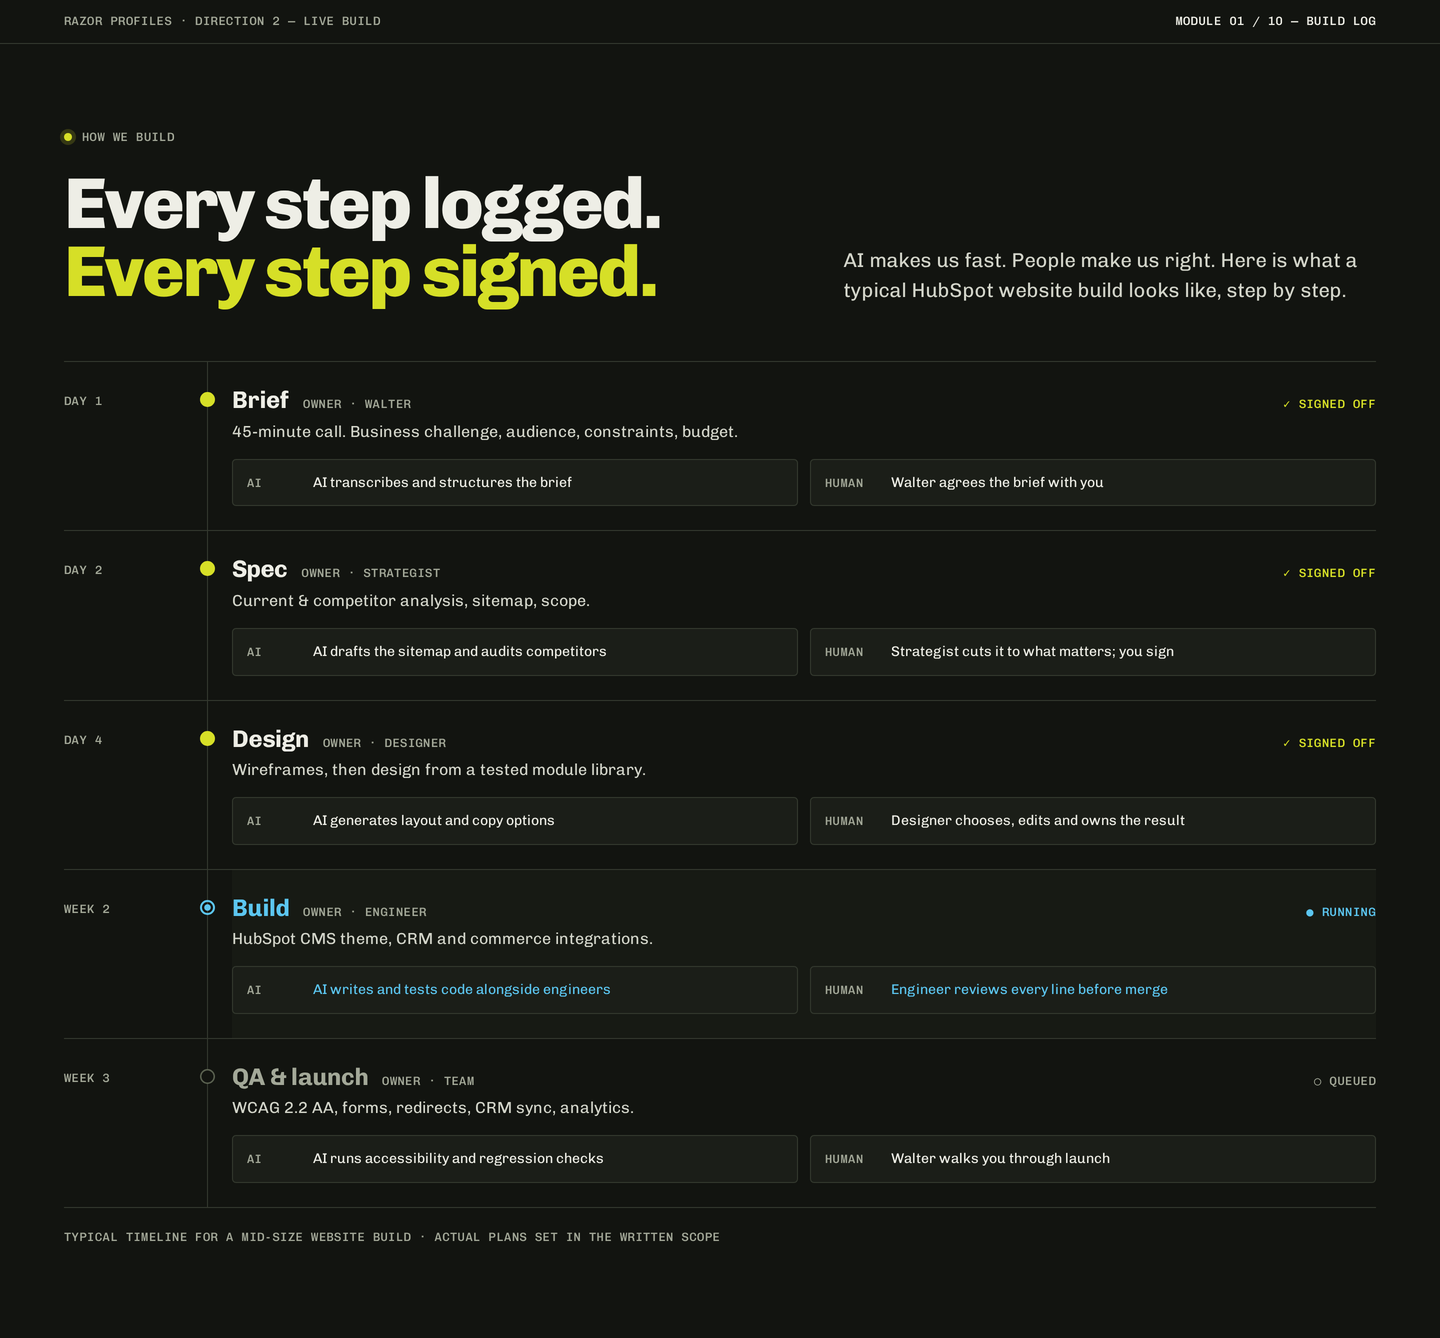 RAZOR PROFILES · DIRECTION 2 — LIVE BUILD
MODULE 01 / 10 — BUILD LOG
HOW WE BUILD
Every step logged.
Every step signed.
AI makes us fast. People make us right. Here is what a
typical HubSpot website build looks like, step by step.
DAY 1
Brief OWNER · WALTER
✓ SIGNED OFF
45-minute call. Business challenge, audience, constraints, budget.
AI AI transcribes and structures the brief
HUMAN Walter agrees the brief with you
DAY 2
Spec OWNER · STRATEGIST
✓ SIGNED OFF
Current & competitor analysis, sitemap, scope.
AI AI drafts the sitemap and audits competitors
HUMAN Strategist cuts it to what matters; you sign
DAY 4
Design OWNER · DESIGNER
✓ SIGNED OFF
Wireframes, then design from a tested module library.
AI AI generates layout and copy options
HUMAN Designer chooses, edits and owns the result
WEEK 2
Build OWNER · ENGINEER
● RUNNING
HubSpot CMS theme, CRM and commerce integrations.
AI AI writes and tests code alongside engineers
HUMAN Engineer reviews every line before merge
WEEK 3
QA & launch OWNER · TEAM
○ QUEUED
WCAG 2.2 AA, forms, redirects, CRM sync, analytics.
AI AI runs accessibility and regression checks
HUMAN Walter walks you through launch
TYPICAL TIMELINE FOR A MID-SIZE WEBSITE BUILD · ACTUAL PLANS SET IN THE WRITTEN SCOPE